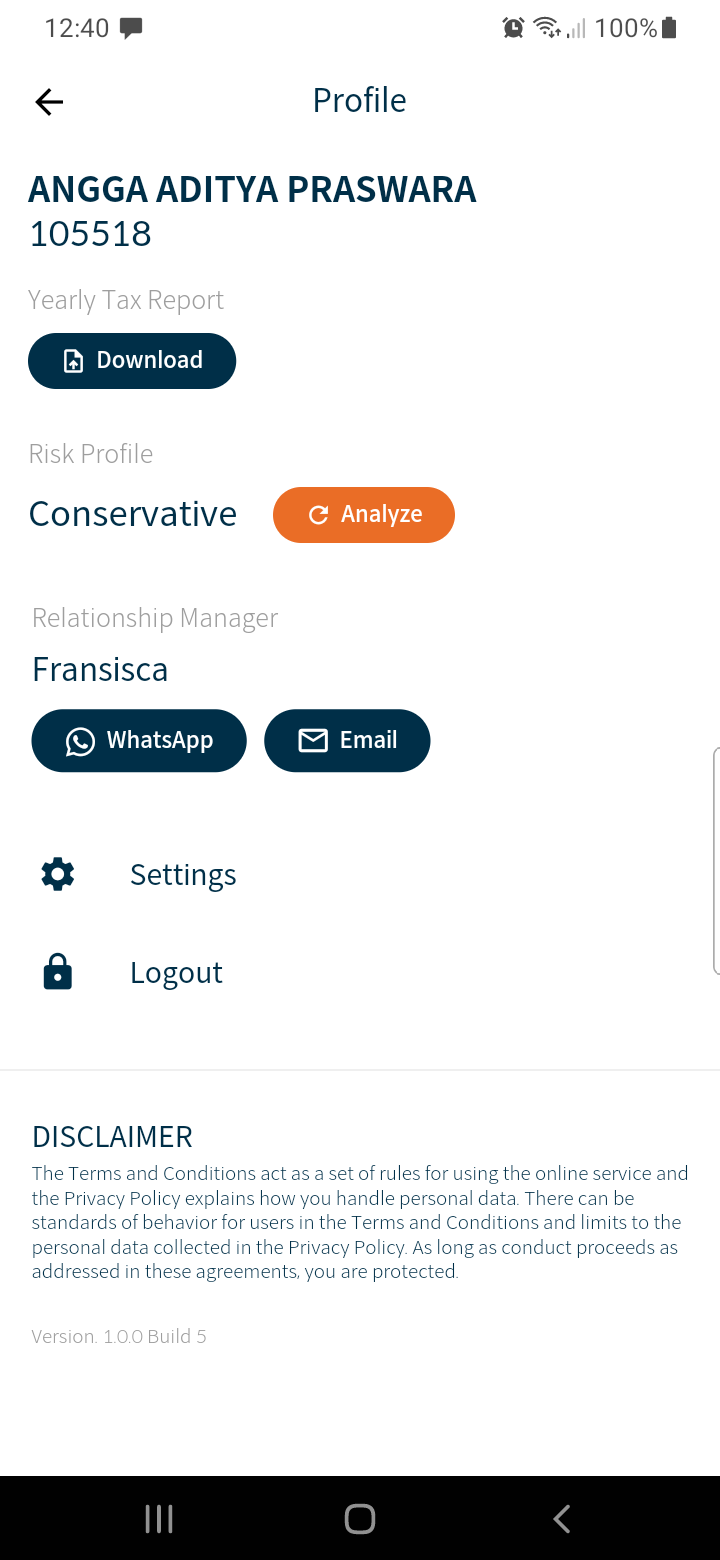 12:40
100%
Profile
ANGGA ADITYA PRASWARA
105518
Yearly Tax Report
Download
Risk Profile
Conservative
Analyze
Relationship Manager
Fransisca
WhatsApp
Email
Settings
Logout
DISCLAIMER
The Terms and Conditions act as a set of rules for using the online service and
the Privacy Policy explains how you handle personal data. There can be
standards of behavior for users in the Terms and Conditions and limits to the
personal data collected in the Privacy Policy. As long as conduct proceeds as
addressed in these agreements, you are protected.
Version. 1.0.0 Build 5